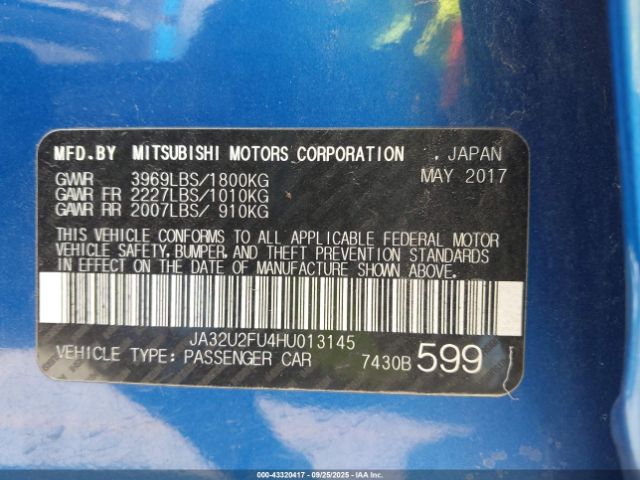 MFD. BY MITSUBISHI MOTORS CORPORATION , JAPAN
GVWR 3969LBS/1800KG MAY 2017
GAWR FR 2227LBS/1010KG
GAWR RR 2007LBS/ 910KG
THIS VEHICLE CONFORMS TO ALL APPLICABLE FEDERAL MOTOR
VEHICLE SAFETY, BUMPER, AND THEFT PREVENTION STANDARDS
IN EFFECT ON THE DATE OF MANUFACTURE SHOWN ABOVE.
JA32U2FU4HU013145
VEHICLE TYPE: PASSENGER CAR 7430B 599
000-43320417 - 09/25/2025 - IAAI.COM